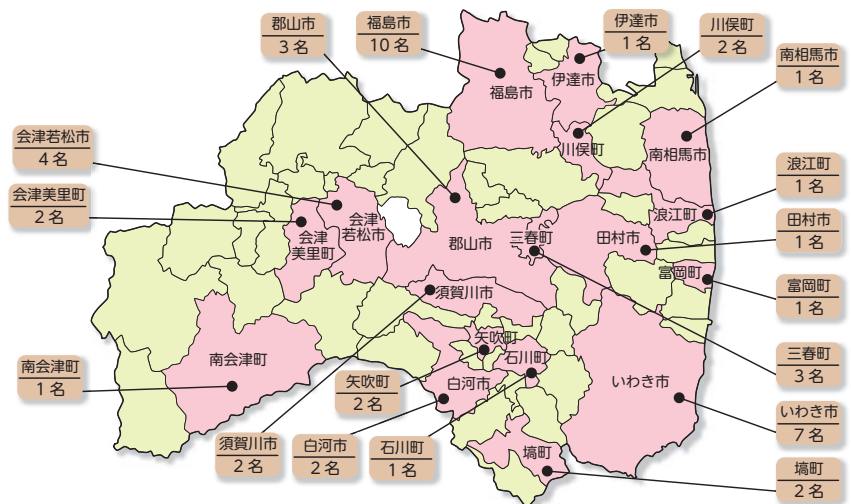 郡山市
3 名
福島市
10 名
伊達市
1 名
川俣町
2 名
南相馬市
1 名
会津若松市
4 名
会津美里町
2 名
浪江町
1 名
田村市
1 名
富岡町
1 名
三春町
3 名
いわき市
7 名
塙町
2 名
南会津町
1 名
須賀川市
2 名
白河市
2 名
矢吹町
2 名
石川町
1 名
福島市
伊達市
川俣町
南相馬市
浪江町
会津
若松市
会津
美里町
郡山市
三春町
田村市
富岡町
須賀川市
矢吹町
石川町
南会津町
白河市
いわき市
塙町